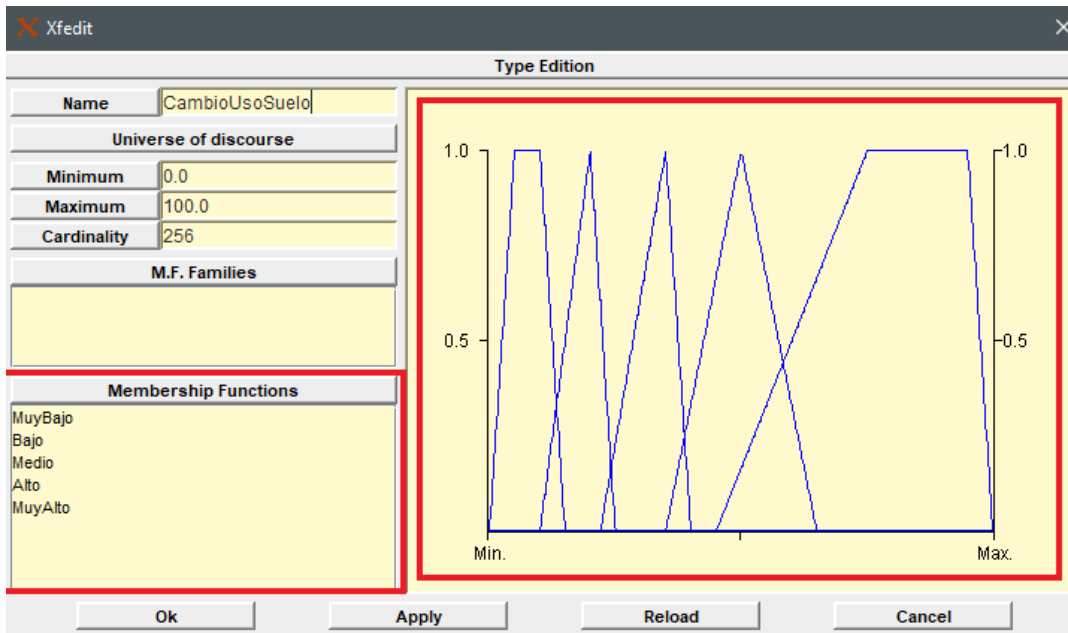 Xfedit
Type Edition
Name CambioUsoSuelo
Universe of discourse
Minimum 0.0
Maximum 100.0
Cardinality 256
M.F. Families
Membership Functions
MuyBajo
Bajo
Medio
Alto
MuyAlto
1.0 1.0
0.5 0.5
Min. Max.
Ok Apply Reload Cancel